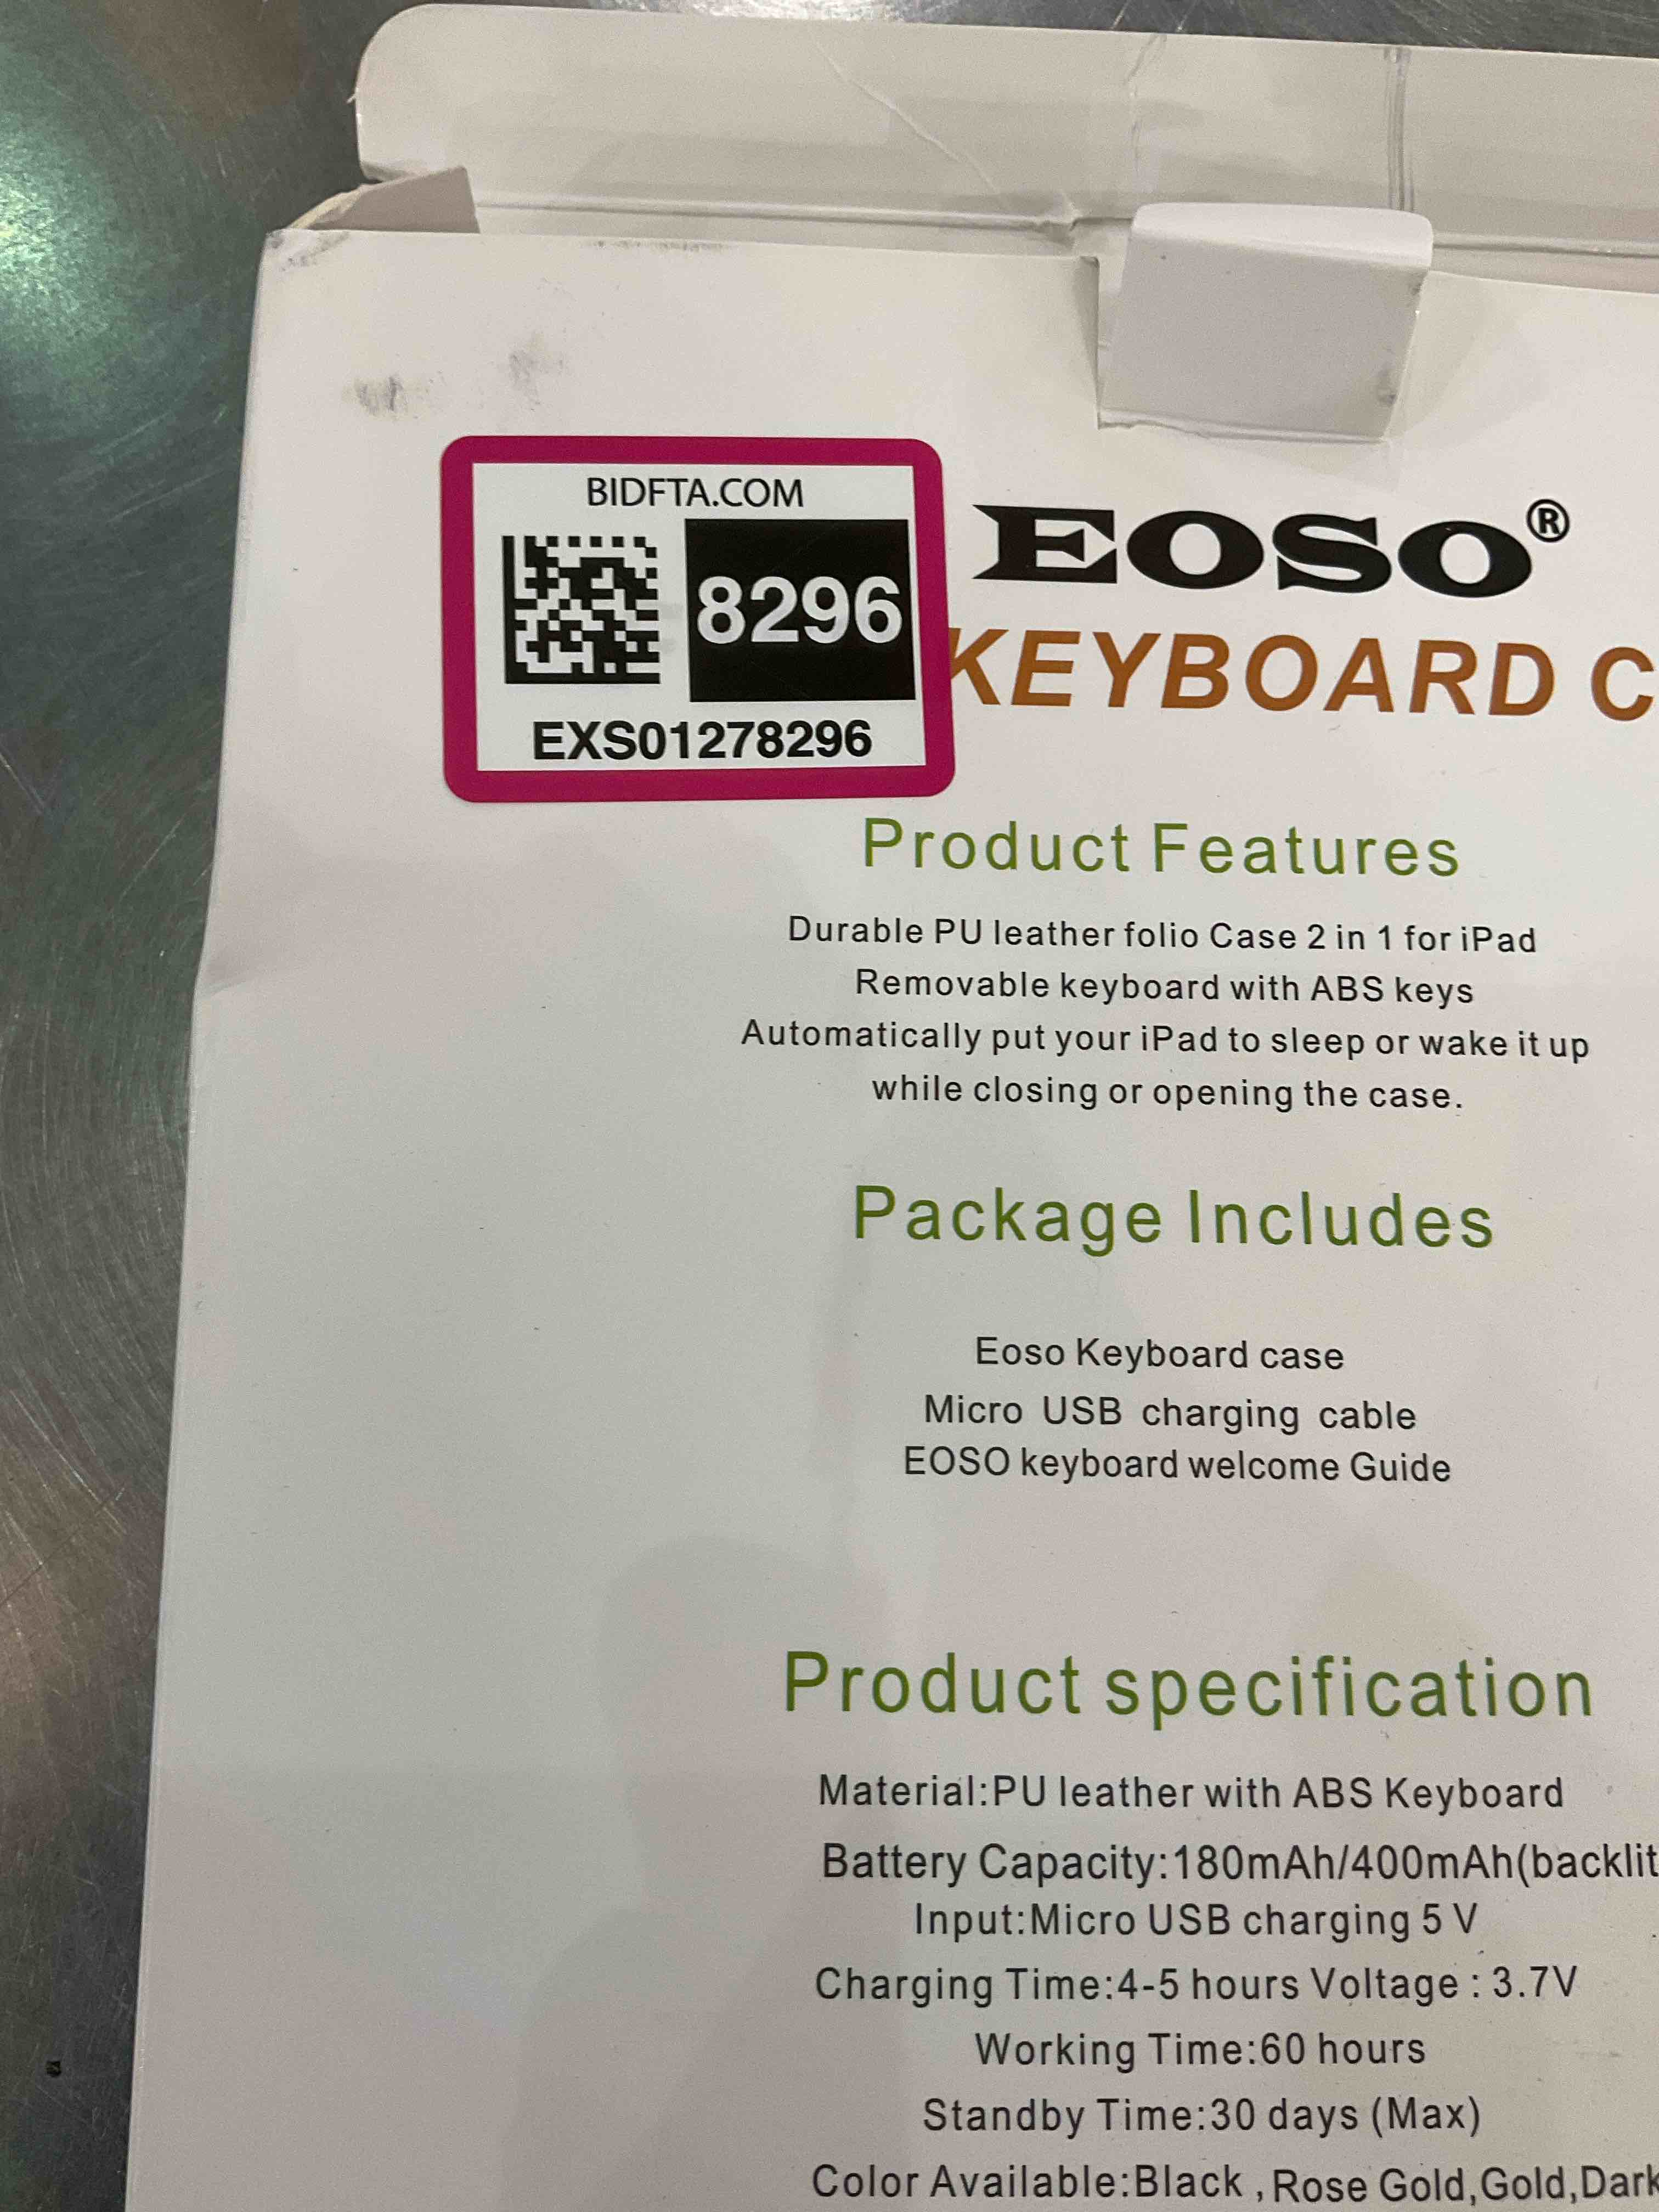 BIDFTA.COM
8296
EXS01278296
EOSO®
KEYBOARD C
Product Features
Durable PU leather folio Case 2 in 1 for iPad
Removable keyboard with ABS keys
Automatically put your iPad to sleep or wake it up
while closing or opening the case.
Package Includes
Eoso Keyboard case
Micro USB charging cable
EOSO keyboard welcome Guide
Product specification
Material:PU leather with ABS Keyboard
Battery Capacity:180mAh/400mAh(backlit
Input:Micro USB charging 5 V
Charging Time:4-5 hours Voltage : 3.7V
Working Time:60 hours
Standby Time:30 days (Max)
Color Available:Black , Rose Gold,Gold,Dark